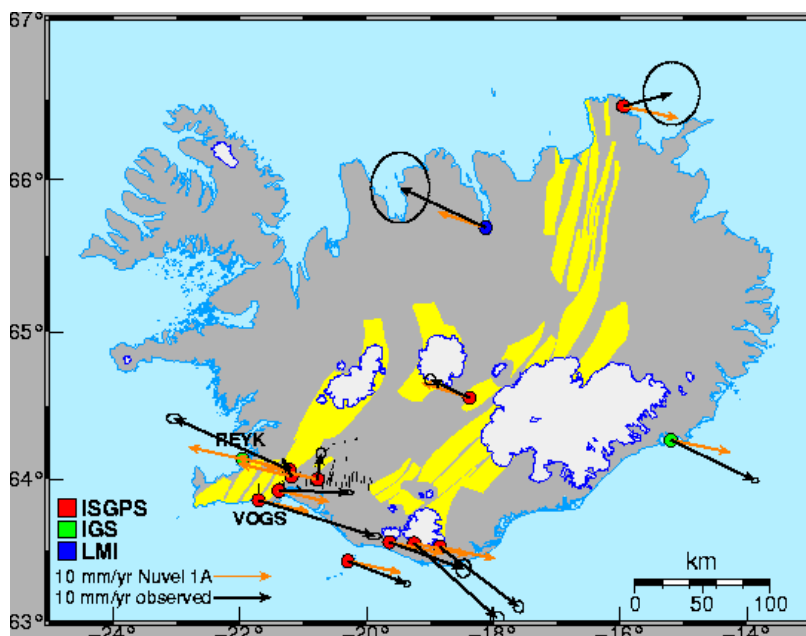 67°
66°
65°
64°
63°
REYK
VOGS
ISGPS
IGS
LMI
10 mm/yr Nuvel 1A
10 mm/yr observed
km
0 50 100
-24° -22° -20° -18° -16° -14°